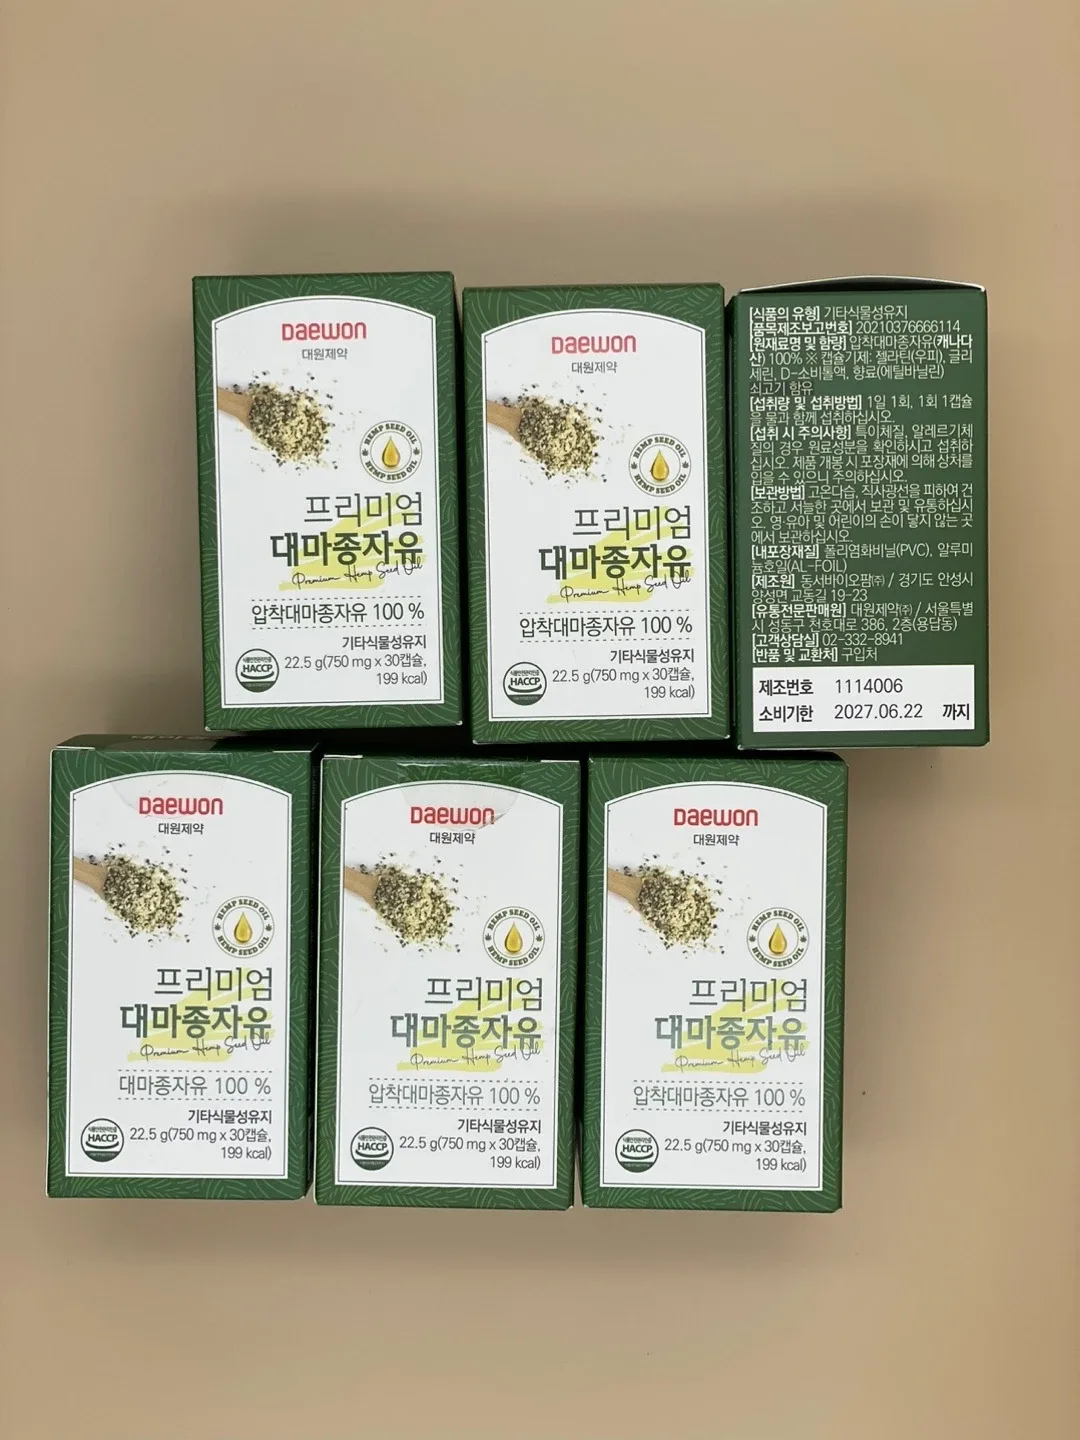 Daewon
대원제약
HEMP SEED OIL
HEMP SEED OIL
프리미엄
대마종자유
Premium Hemp Seed Oil
압착대마종자유 100 %
기타식물성유지
HACCP
22.5 g(750 mg x 30캡슐,
199 kcal)
Daewon
대원제약
HEMP SEED OIL
HEMP SEED OIL
프리미엄
대마종자유
Premium Hemp Seed Oil
압착대마종자유 100 %
기타식물성유지
HACCP
22.5 g(750 mg x 30캡슐,
199 kcal)
[식품의 유형] 기타식물성유지
[품목제조보고번호] 20210376666114
[원재료명 및 함량] 압착대마종자유(캐나다
산) 100% ※ 캡슐기제: 젤라틴(우피), 글리
세린, D-소비톨액, 향료(에틸바닐린)
쇠고기 함유
[섭취량 및 섭취방법] 1일 1회, 1회 1캡슐
을 물과 함께 섭취하십시오.
[섭취 시 주의사항] 특이체질, 알레르기체
질의 경우 원료성분을 확인하시고 섭취하
십시오. 제품 개봉 시 포장재에 의해 상처를
입을 수 있으니 주의하십시오.
[보관방법] 고온다습, 직사광선을 피하여 건
조하고 서늘한 곳에서 보관 및 유통하십시
오. 영·유아 및 어린이의 손이 닿지 않는 곳
에서 보관하십시오.
[내포장재질] 폴리염화비닐(PVC), 알루미
늄호일(AL-FOIL)
[제조원] 동서바이오팜㈜ / 경기도 안성시
양성면 교동길 19-23
[유통전문판매원] 대원제약㈜ / 서울특별
시 성동구 천호대로 386, 2층(용답동)
[고객상담실] 02-332-8941
[반품 및 교환처] 구입처
제조번호 1114006
소비기한 2027.06.22 까지
Daewon
대원제약
HEMP SEED OIL
HEMP SEED OIL
프리미엄
대마종자유
Premium Hemp Seed Oil
대마종자유 100 %
기타식물성유지
HACCP
22.5 g(750 mg x 30캡슐,
199 kcal)
Daewon
대원제약
HEMP SEED OIL
HEMP SEED OIL
프리미엄
대마종자유
Premium Hemp Seed Oil
압착대마종자유 100 %
기타식물성유지
HACCP
22.5 g(750 mg x 30캡슐,
199 kcal)
Daewon
대원제약
HEMP SEED OIL
HEMP SEED OIL
프리미엄
대마종자유
Premium Hemp Seed Oil
압착대마종자유 100 %
기타식물성유지
HACCP
22.5 g(750 mg x 30캡슐,
199 kcal)